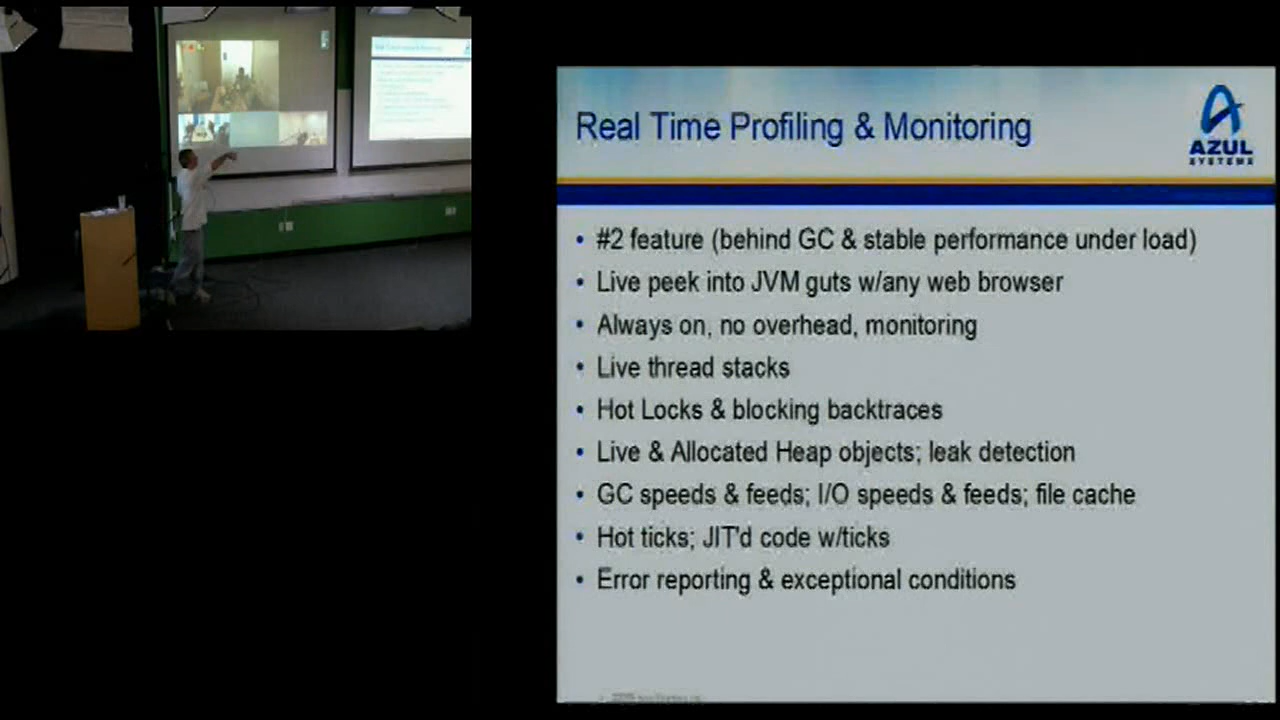 Real Time Profiling & Monitoring
AZUL
SYSTEMS
• #2 feature (behind GC & stable performance under load)
• Live peek into JVM guts w/any web browser
• Always on, no overhead, monitoring
• Live thread stacks
• Hot Locks & blocking backtraces
• Live & Allocated Heap objects; leak detection
• GC speeds & feeds; I/O speeds & feeds; file cache
• Hot ticks; JIT'd code w/ticks
• Error reporting & exceptional conditions